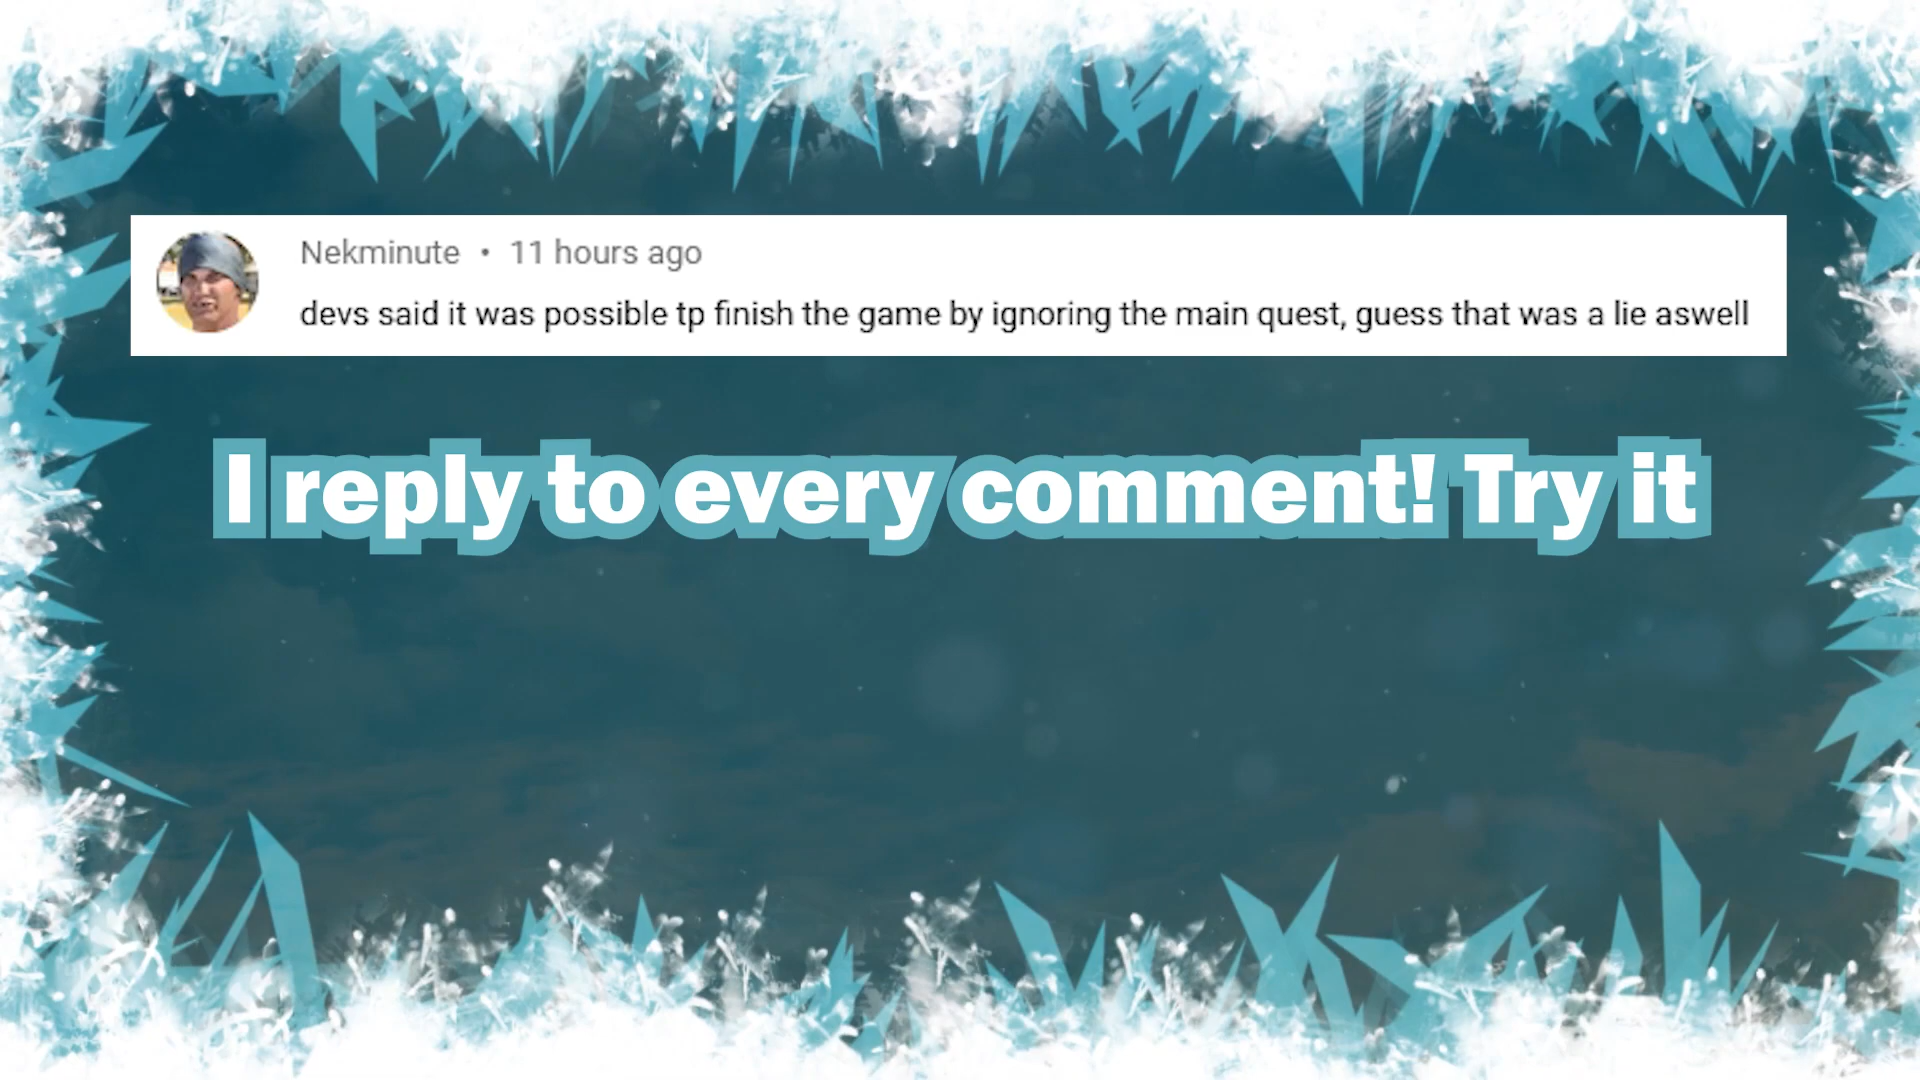 Nekminute • 11 hours ago
devs said it was possible tp finish the game by ignoring the main quest, guess that was a lie aswell
I reply to every comment! Try it